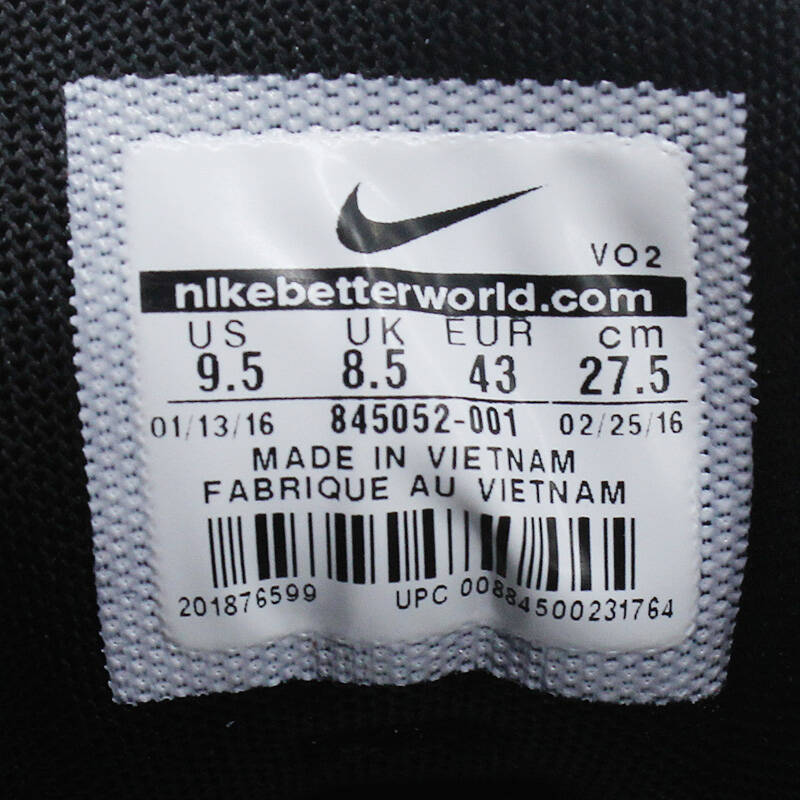 VO2
nikebetterworld.com
US UK EUR cm
9.5 8.5 43 27.5
01/13/16 845052-001 02/25/16
MADE IN VIETNAM
FABRIQUE AU VIETNAM
201876599 UPC 00884500231764